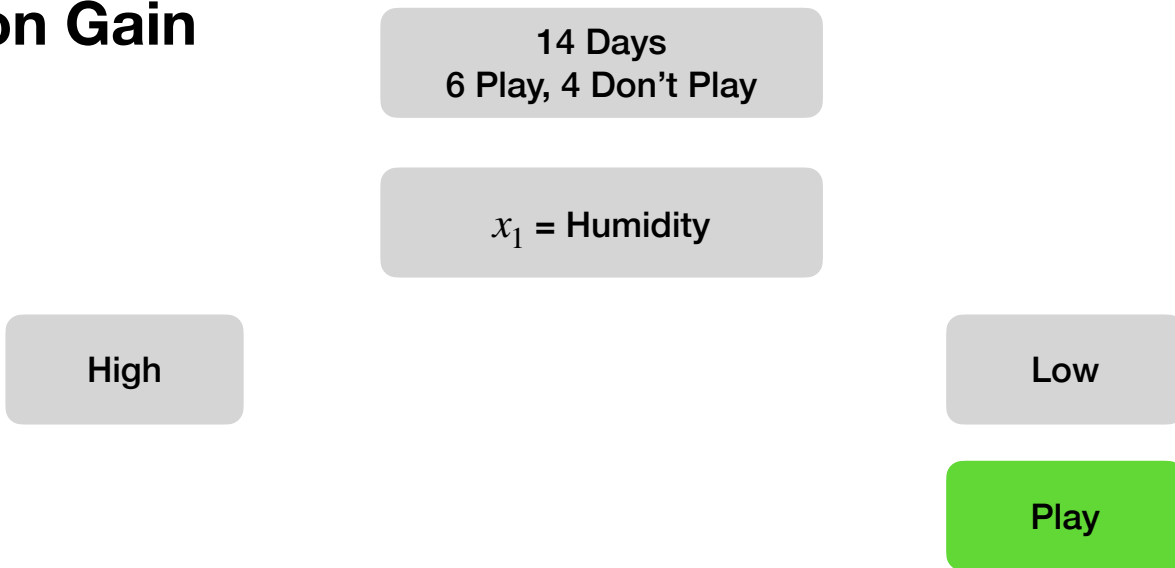 on Gain
14 Days
6 Play, 4 Don’t Play
x₁ = Humidity
High
Low
Play